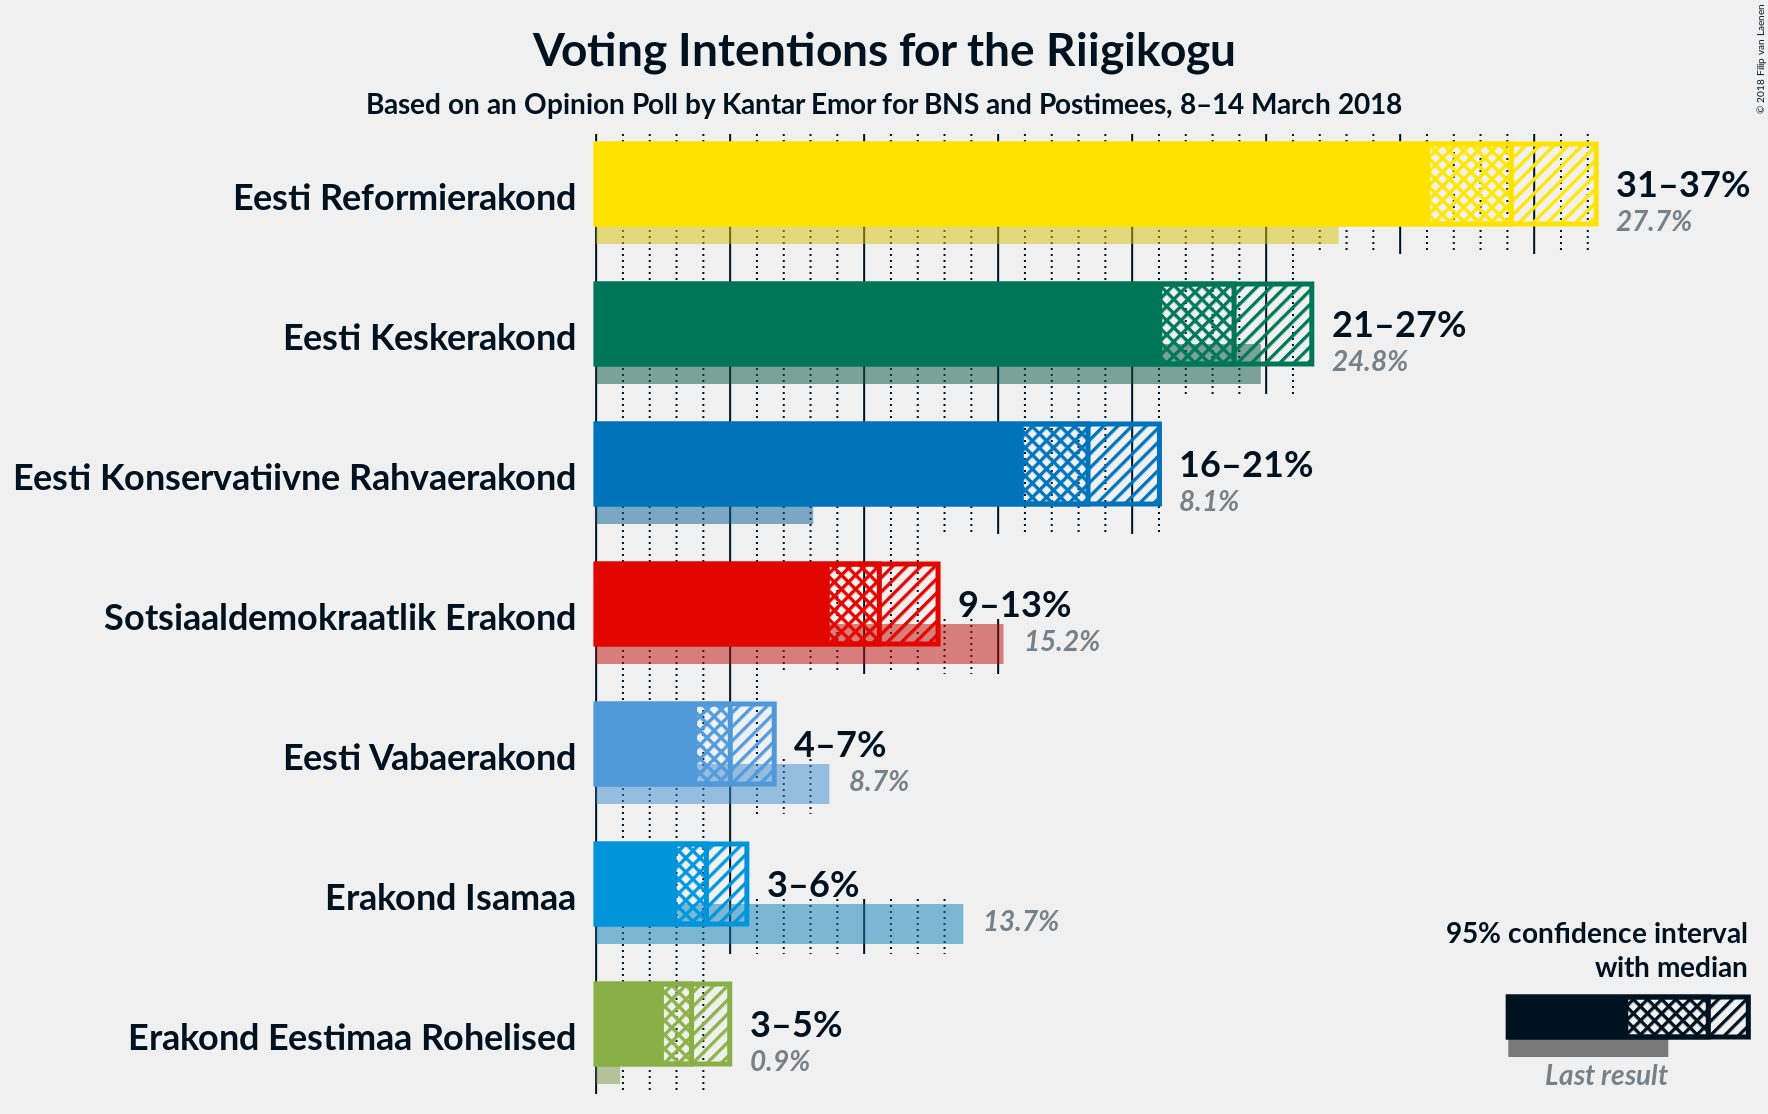 Voting Intentions for the Riigikogu
Based on an Opinion Poll by Kantar Emor for BNS and Postimees, 8–14 March 2018
© 2018 Filip van Laenen
Eesti Reformierakond
31–37%
27.7%
Eesti Keskerakond
21–27%
24.8%
Eesti Konservatiivne Rahvaerakond
16–21%
8.1%
Sotsiaaldemokraatlik Erakond
9–13%
15.2%
Eesti Vabaerakond
4–7%
8.7%
Erakond Isamaa
3–6%
13.7%
Erakond Eestimaa Rohelised
3–5%
0.9%
95% confidence interval
with median
Last result